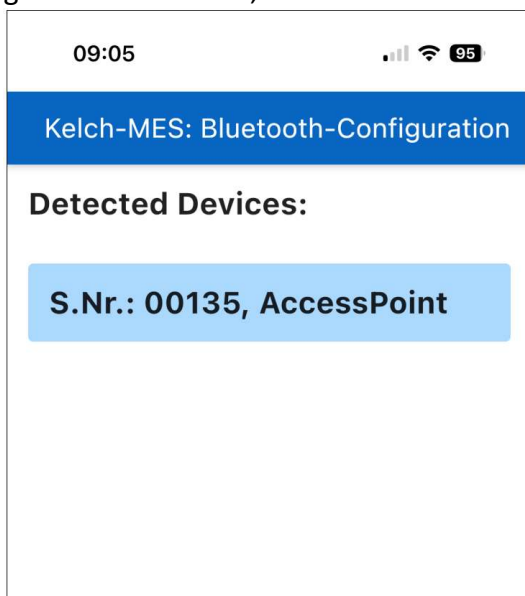 09:05
95
Kelch-MES: Bluetooth-Configuration
Detected Devices:
S.Nr.: 00135, AccessPoint